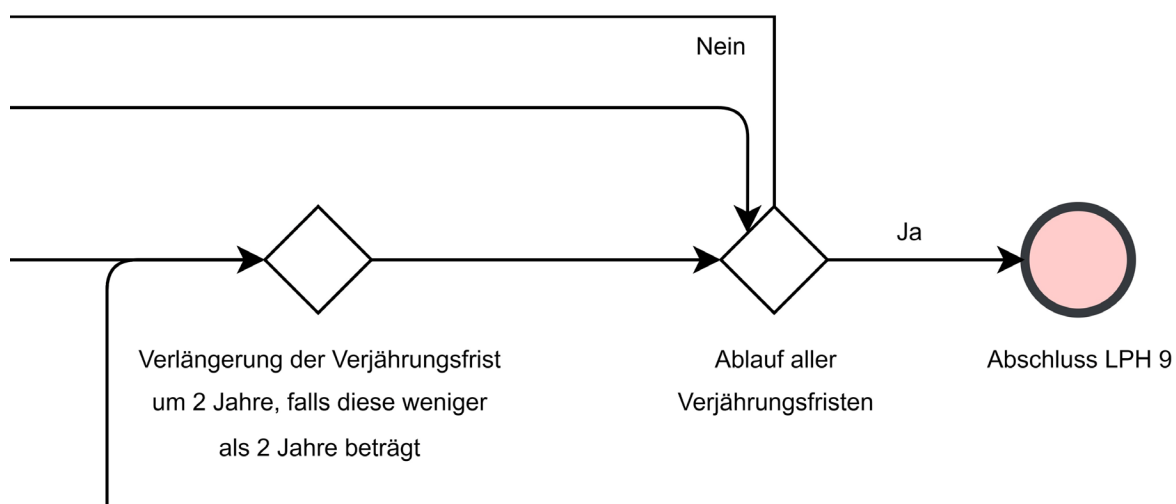 Nein
Ja
Verlängerung der Verjährungsfrist
um 2 Jahre, falls diese weniger
als 2 Jahre beträgt
Ablauf aller
Verjährungsfristen
Abschluss LPH 9